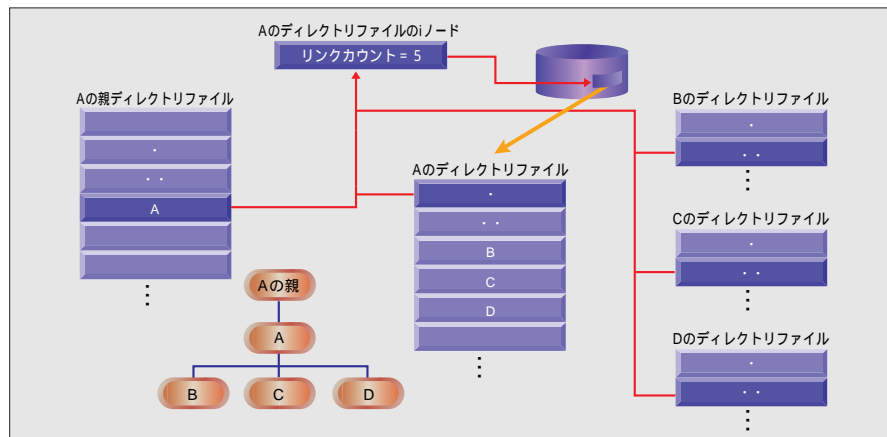 Aのディレクトリファイルのiノード
リンクカウント＝5
Aの親ディレクトリファイル
・
・・
A
Aのディレクトリファイル
・
・・
B
C
D
Bのディレクトリファイル
・
・・
Cのディレクトリファイル
・
・・
Dのディレクトリファイル
・
・・
Aの親
A
B
C
D